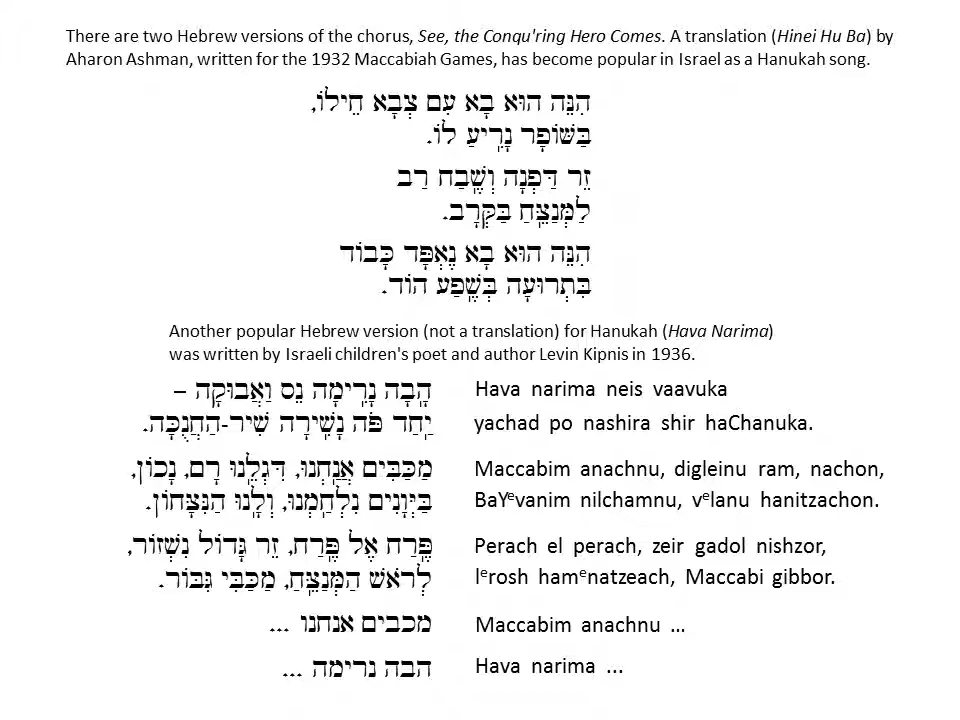 There are two Hebrew versions of the chorus, See, the Conqu'ring Hero Comes. A translation (Hinei Hu Ba) by
Aharon Ashman, written for the 1932 Maccabiah Games, has become popular in Israel as a Hanukah song.
הִנֵּה הוּא בָּא עִם צְבָא חֵילוֹ,
בַּשּׁוֹפָר נָרִיעַ לוֹ.
זֵר דַּפְנָה וְשֶׁבַח רַב
לַמְּנַצֵּחַ בַּקְּרָב.
הִנֵּה הוּא בָּא נֶאְפָּד כָּבוֹד
בִּתְרוּעָה בְּשֶׁפַע הוֹד.
Another popular Hebrew version (not a translation) for Hanukah (Hava Narima)
was written by Israeli children's poet and author Levin Kipnis in 1936.
הָבָה נָרִימָה נֵס וַאֲבוּקָה –
יַחַד פֹּה נָשִׁירָה שִׁיר-הַחֲנֻכָּה.
מַכַּבִּים אֲנַחְנוּ, דִּגְלֵנוּ רָם, נָכוֹן,
בַּיְּוָנִים נִלְחַמְנוּ, וְלָנוּ הַנִּצָּחוֹן.
פֶּרַח אֶל פֶּרַח, זֵר גָּדוֹל נִשְׁזוֹר,
לְרֹאשׁ הַמְּנַצֵּחַ, מַכַּבִּי גִּבּוֹר.
מכבים אנחנו ...
הבה נרימה ...
Hava narima neis vaavuka
yachad po nashira shir haChanuka.
Maccabim anachnu, digleinu ram, nachon,
BaYᵉvanim nilchamnu, vᵉlanu hanitzachon.
Perach el perach, zeir gadol nishzor,
lᵉrosh hamᵉnatzeach, Maccabi gibbor.
Maccabim anachnu ...
Hava narima ...